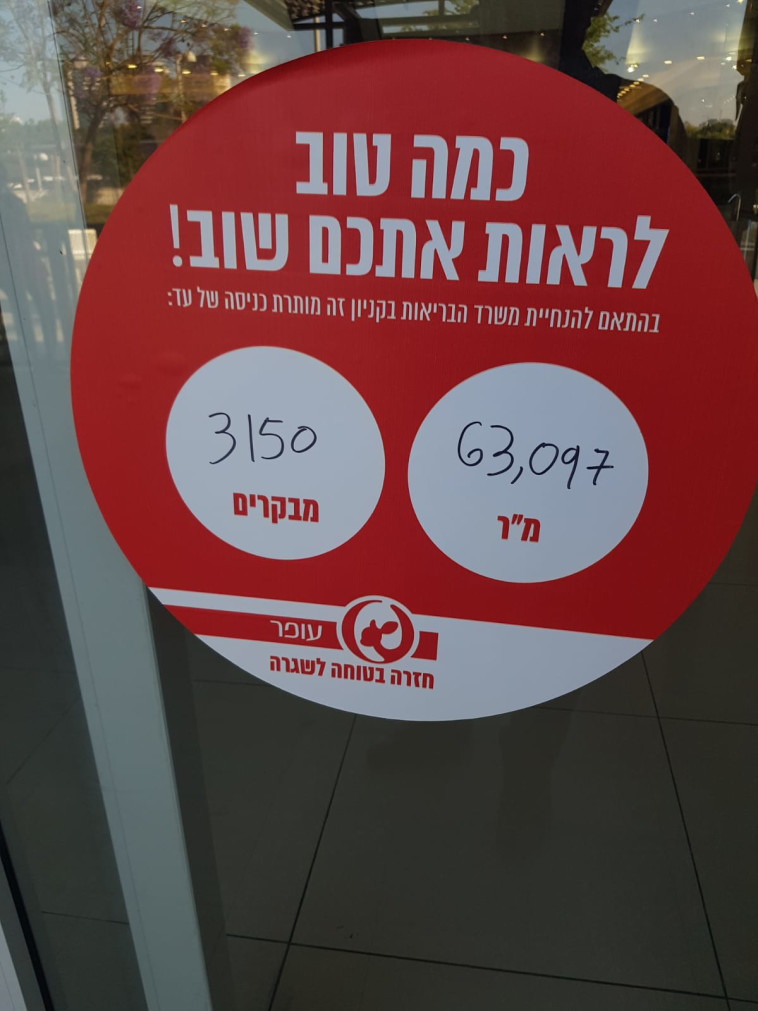 כמה טוב
לראות אתכם שוב!
בהתאם להנחיית משרד הבריאות בקניון זה מותרת כניסה של עד:
63,097
מ"ר
3150
מבקרים
עופר
חזרה בטוחה לשגרה